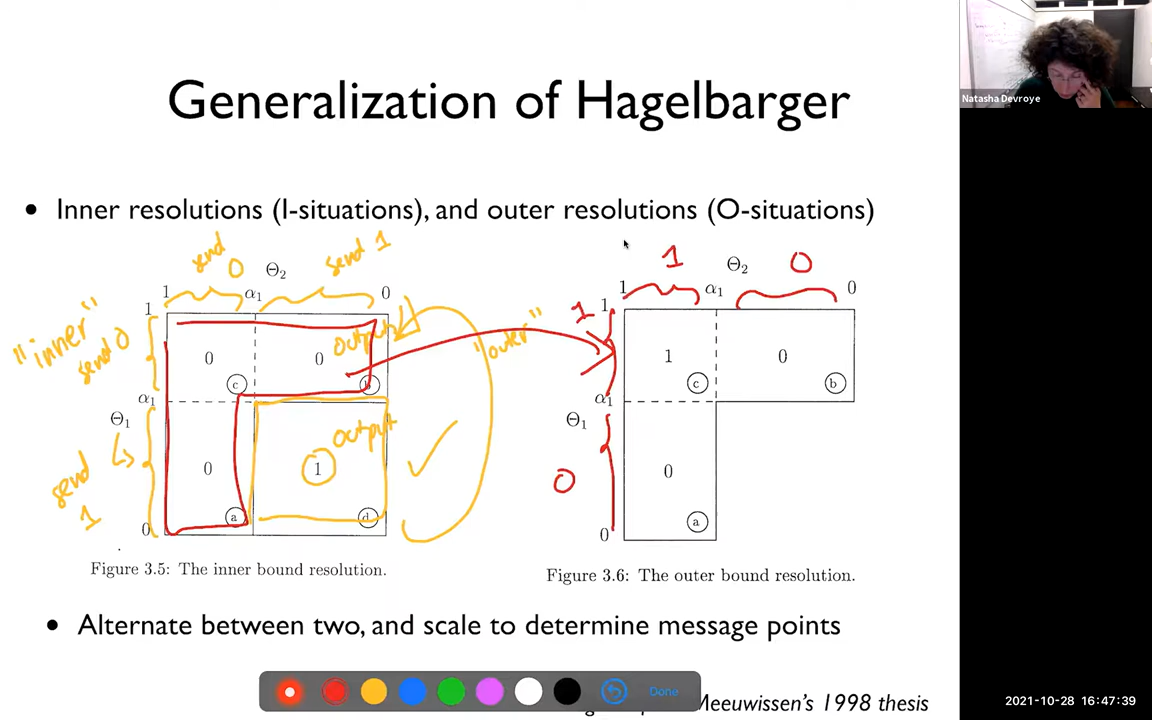 Natasha Devroye
Generalization of Hagelbarger
• Inner resolutions (I-situations), and outer resolutions (O-situations)
send 0
send 1
Θ₂
1 α₁ 0
1
"inner"
send 0
0 0
output
c b
α₁
Θ₁
send 1
0 1
output
a d
0
"outer"
1 Θ₂ 0
1 α₁ 0
1 1
1 0
c b
α₁
Θ₁
0 0
a
0
Figure 3.5: The inner bound resolution.
Figure 3.6: The outer bound resolution.
• Alternate between two, and scale to determine message points
Done
Meeuwissen's 1998 thesis
2021-10-28 16:47:39